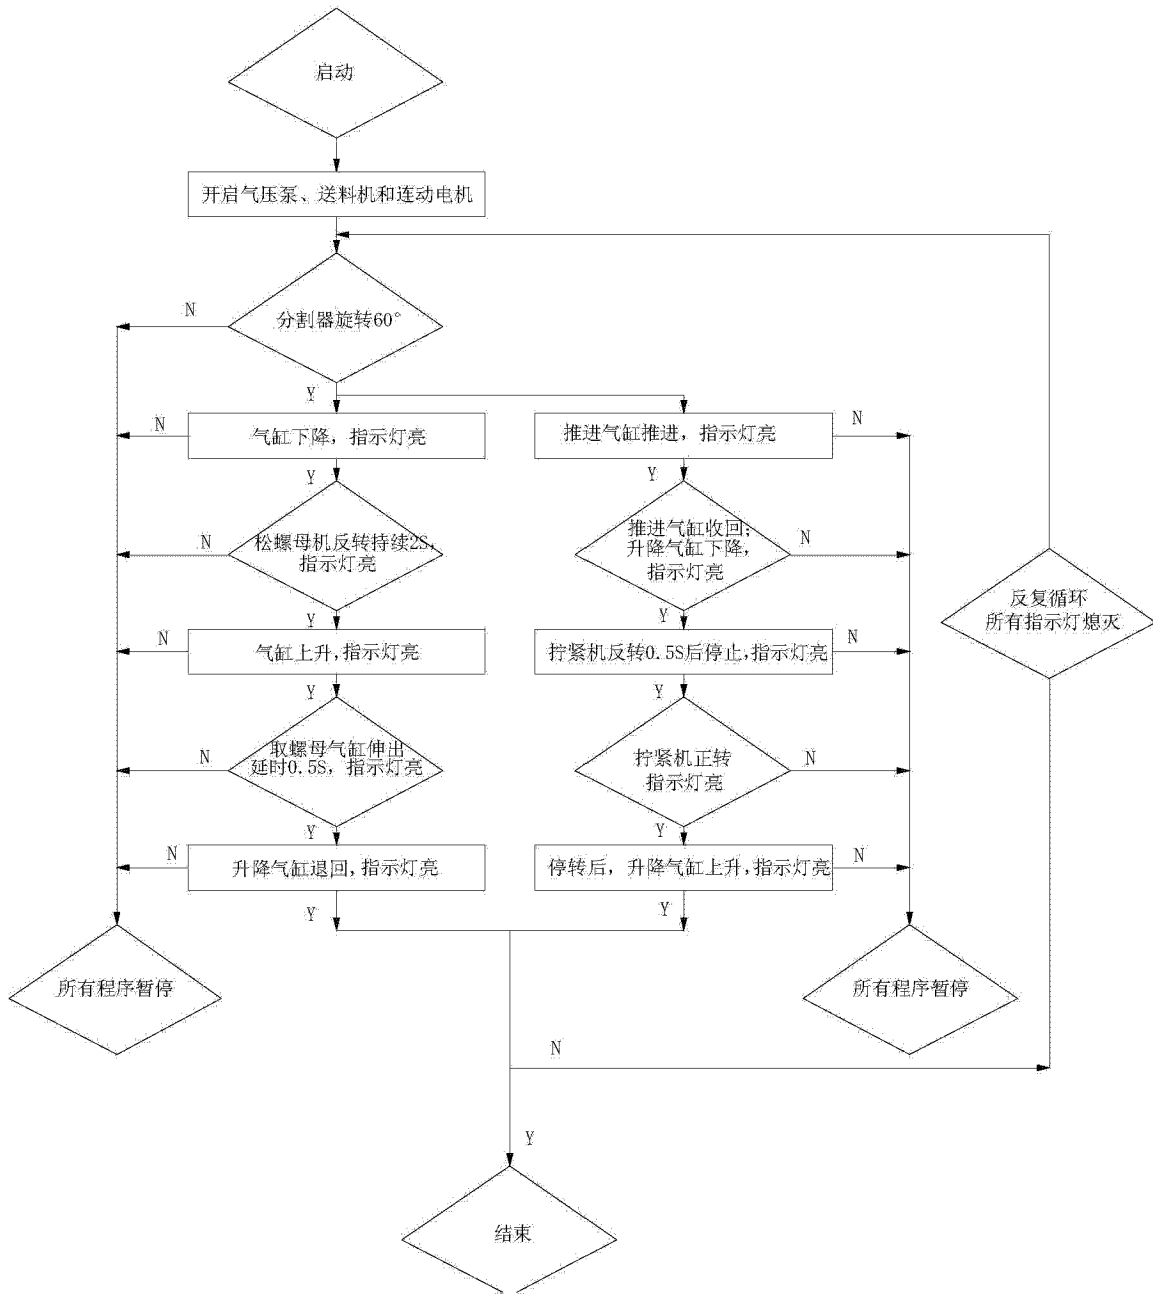 启动
开启气压泵、送料机和连动电机
N
分割器旋转60°
Y
Y
N
气缸下降，指示灯亮
推进气缸推进，指示灯亮
N
Y
Y
N
松螺母机反转持续2S，
指示灯亮
推进气缸收回；
升降气缸下降，
指示灯亮
N
反复循环
所有指示灯熄灭
Y
Y
N
气缸上升，指示灯亮
拧紧机反转0.5S后停止，指示灯亮
N
Y
Y
N
取螺母气缸伸出
延时0.5S，指示灯亮
拧紧机正转
指示灯亮
N
Y
Y
N
升降气缸退回，指示灯亮
停转后，升降气缸上升，指示灯亮
N
Y
Y
所有程序暂停
所有程序暂停
N
Y
结束